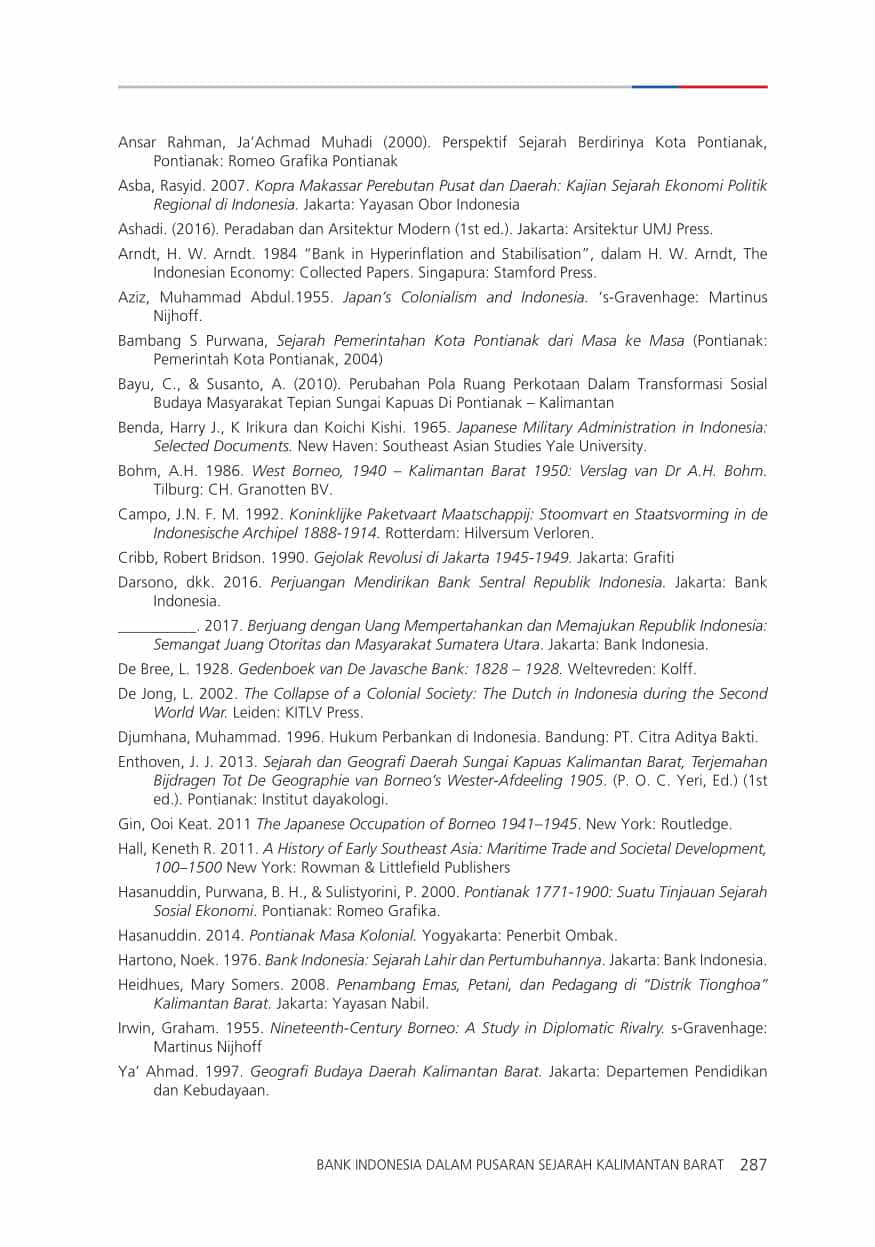 Ansar Rahman, Ja’Achmad Muhadi (2000). Perspektif Sejarah Berdirinya Kota Pontianak,
Pontianak: Romeo Grafika Pontianak
Asba, Rasyid. 2007. Kopra Makassar Perebutan Pusat dan Daerah: Kajian Sejarah Ekonomi Politik
Regional di Indonesia. Jakarta: Yayasan Obor Indonesia
Ashadi. (2016). Peradaban dan Arsitektur Modern (1st ed.). Jakarta: Arsitektur UMJ Press.
Arndt, H. W. Arndt. 1984 “Bank in Hyperinflation and Stabilisation”, dalam H. W. Arndt, The
Indonesian Economy: Collected Papers. Singapura: Stamford Press.
Aziz, Muhammad Abdul.1955. Japan’s Colonialism and Indonesia. ‘s-Gravenhage: Martinus
Nijhoff.
Bambang S Purwana, Sejarah Pemerintahan Kota Pontianak dari Masa ke Masa (Pontianak:
Pemerintah Kota Pontianak, 2004)
Bayu, C., & Susanto, A. (2010). Perubahan Pola Ruang Perkotaan Dalam Transformasi Sosial
Budaya Masyarakat Tepian Sungai Kapuas Di Pontianak – Kalimantan
Benda, Harry J., K Irikura dan Koichi Kishi. 1965. Japanese Military Administration in Indonesia:
Selected Documents. New Haven: Southeast Asian Studies Yale University.
Bohm, A.H. 1986. West Borneo, 1940 – Kalimantan Barat 1950: Verslag van Dr A.H. Bohm.
Tilburg: CH. Granotten BV.
Campo, J.N. F. M. 1992. Koninklijke Paketvaart Maatschappij: Stoomvart en Staatsvorming in de
Indonesische Archipel 1888-1914. Rotterdam: Hilversum Verloren.
Cribb, Robert Bridson. 1990. Gejolak Revolusi di Jakarta 1945-1949. Jakarta: Grafiti
Darsono, dkk. 2016. Perjuangan Mendirikan Bank Sentral Republik Indonesia. Jakarta: Bank
Indonesia.
__________. 2017. Berjuang dengan Uang Mempertahankan dan Memajukan Republik Indonesia:
Semangat Juang Otoritas dan Masyarakat Sumatera Utara. Jakarta: Bank Indonesia.
De Bree, L. 1928. Gedenboek van De Javasche Bank: 1828 – 1928. Weltevreden: Kolff.
De Jong, L. 2002. The Collapse of a Colonial Society: The Dutch in Indonesia during the Second
World War. Leiden: KITLV Press.
Djumhana, Muhammad. 1996. Hukum Perbankan di Indonesia. Bandung: PT. Citra Aditya Bakti.
Enthoven, J. J. 2013. Sejarah dan Geografi Daerah Sungai Kapuas Kalimantan Barat, Terjemahan
Bijdragen Tot De Geographie van Borneo’s Wester-Afdeeling 1905. (P. O. C. Yeri, Ed.) (1st
ed.). Pontianak: Institut dayakologi.
Gin, Ooi Keat. 2011 The Japanese Occupation of Borneo 1941–1945. New York: Routledge.
Hall, Keneth R. 2011. A History of Early Southeast Asia: Maritime Trade and Societal Development,
100–1500 New York: Rowman & Littlefield Publishers
Hasanuddin, Purwana, B. H., & Sulistyorini, P. 2000. Pontianak 1771-1900: Suatu Tinjauan Sejarah
Sosial Ekonomi. Pontianak: Romeo Grafika.
Hasanuddin. 2014. Pontianak Masa Kolonial. Yogyakarta: Penerbit Ombak.
Hartono, Noek. 1976. Bank Indonesia: Sejarah Lahir dan Pertumbuhannya. Jakarta: Bank Indonesia.
Heidhues, Mary Somers. 2008. Penambang Emas, Petani, dan Pedagang di “Distrik Tionghoa”
Kalimantan Barat. Jakarta: Yayasan Nabil.
Irwin, Graham. 1955. Nineteenth-Century Borneo: A Study in Diplomatic Rivalry. s-Gravenhage:
Martinus Nijhoff
Ya’ Ahmad. 1997. Geografi Budaya Daerah Kalimantan Barat. Jakarta: Departemen Pendidikan
dan Kebudayaan.
BANK INDONESIA DALAM PUSARAN SEJARAH KALIMANTAN BARAT 287